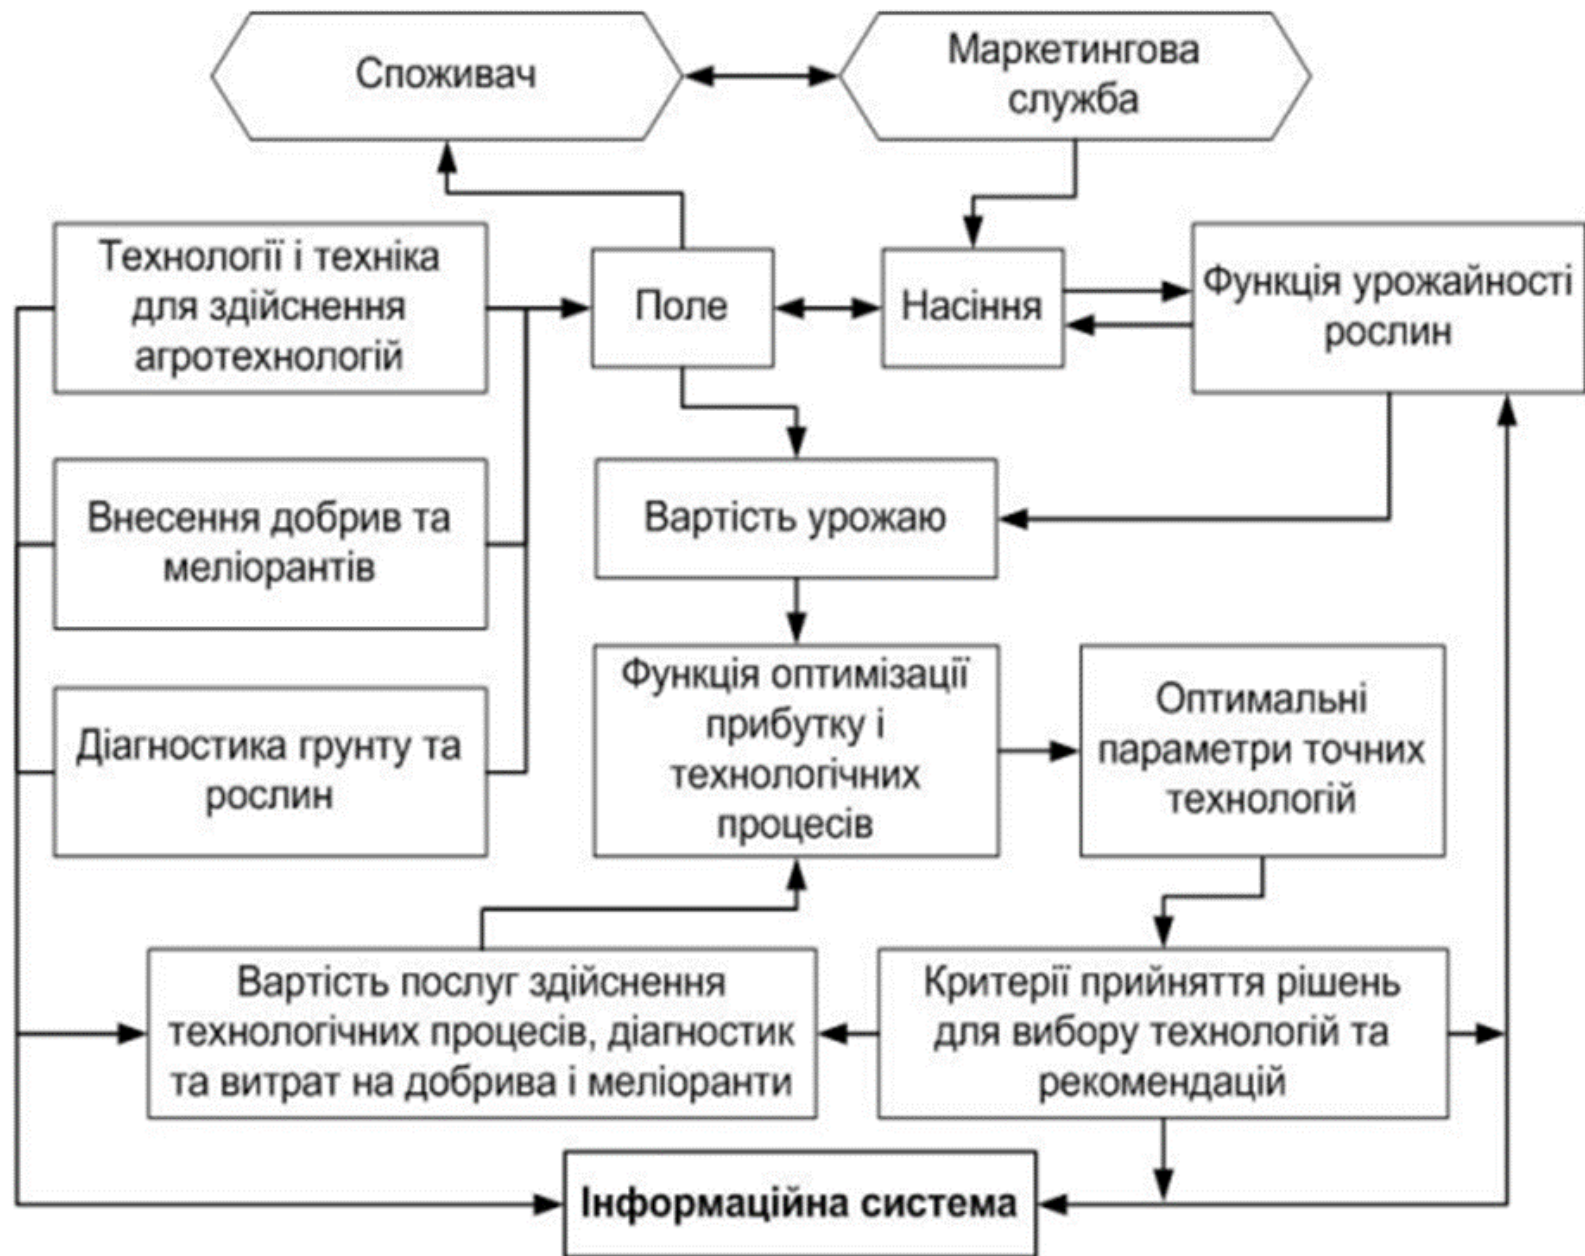 Споживач
Маркетингова
служба
Технології і техніка
для здійснення
агротехнологій
Поле
Насіння
Функція урожайності
рослин
Внесення добрив та
меліорантів
Вартість урожаю
Діагностика грунту та
рослин
Функція оптимізації
прибутку і
технологічних
процесів
Оптимальні
параметри точних
технологій
Вартість послуг здійснення
технологічних процесів, діагностик
та витрат на добрива і меліоранти
Критерії прийняття рішень
для вибору технологій та
рекомендацій
Інформаційна система